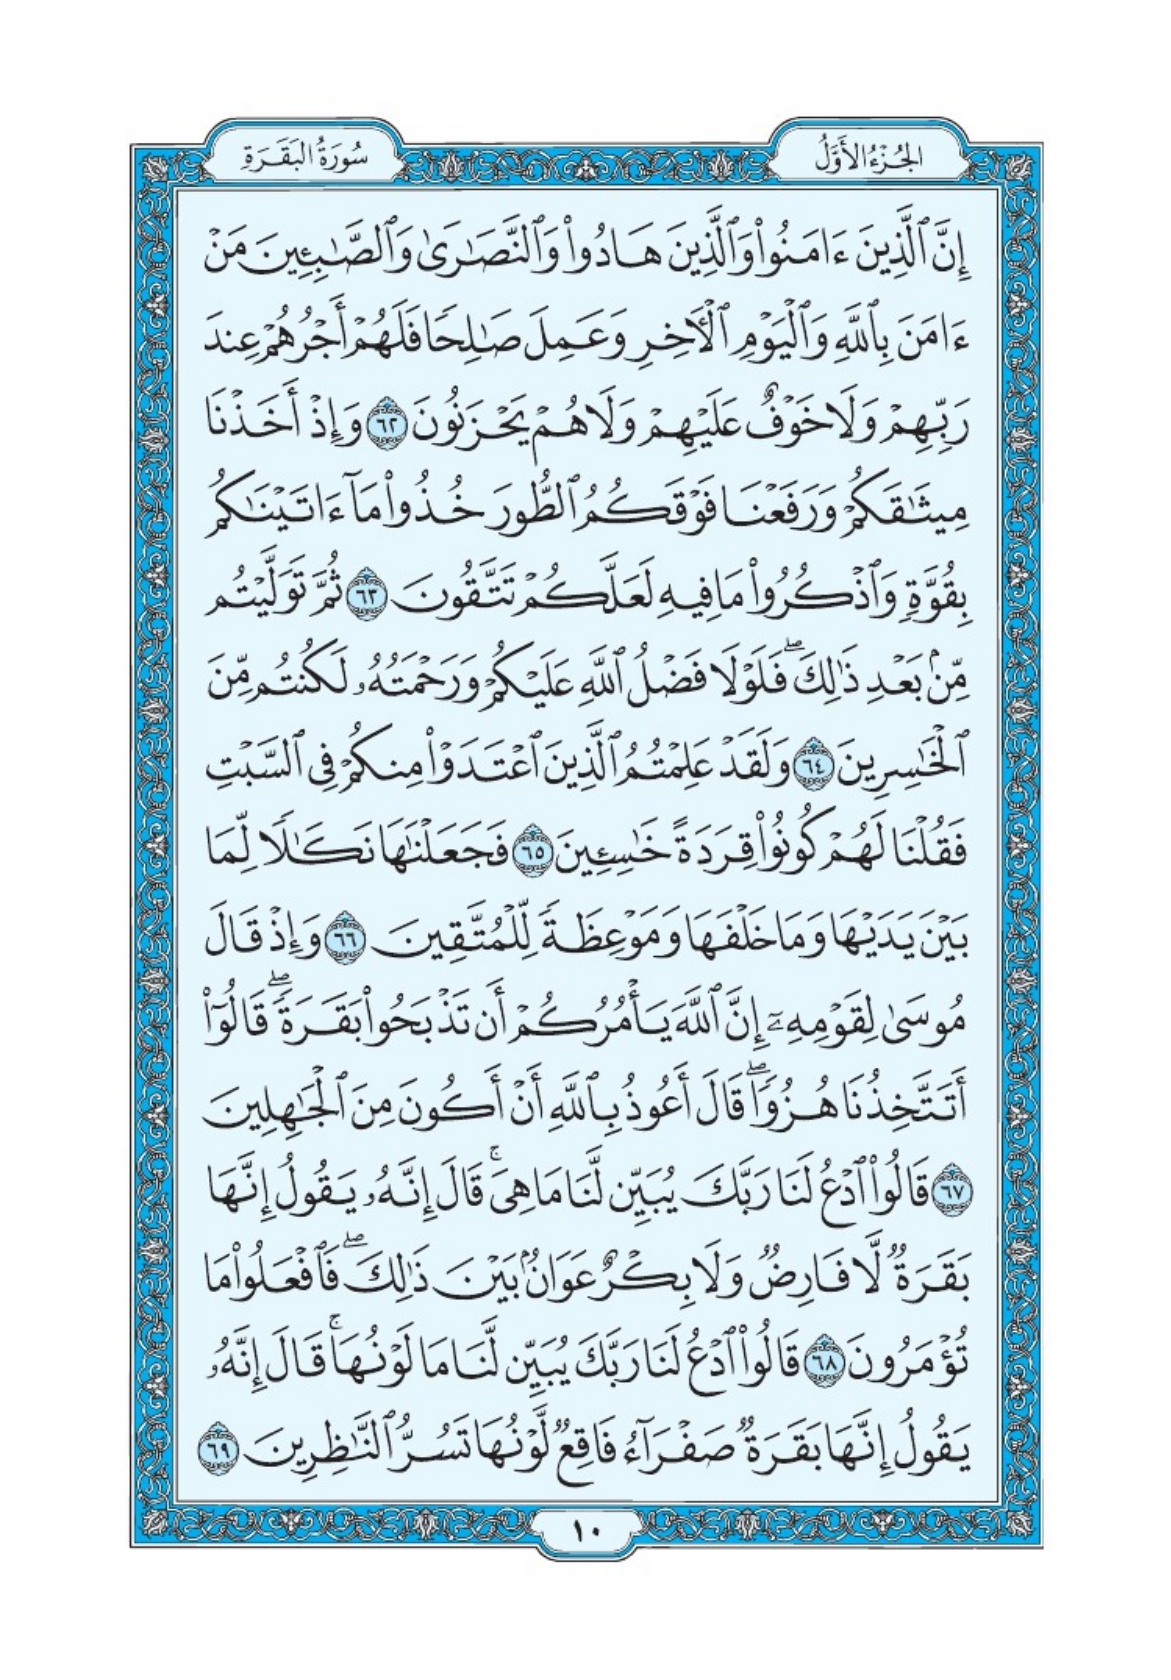 الجُزْءُ الأَوَّلُ
سُورَةُ البَقَرَةِ
إِنَّ ٱلَّذِينَ ءَامَنُوا۟ وَٱلَّذِينَ هَادُوا۟ وَٱلنَّصَٰرَىٰ وَٱلصَّٰبِـِٔينَ مَنْ
ءَامَنَ بِٱللَّهِ وَٱلْيَوْمِ ٱلْـَٔاخِرِ وَعَمِلَ صَٰلِحًا فَلَهُمْ أَجْرُهُمْ عِندَ
رَبِّهِمْ وَلَا خَوْفٌ عَلَيْهِمْ وَلَا هُمْ يَحْزَنُونَ ٦٢ وَإِذْ أَخَذْنَا
مِيثَٰقَكُمْ وَرَفَعْنَا فَوْقَكُمُ ٱلطُّورَ خُذُوا۟ مَآ ءَاتَيْنَٰكُم
بِقُوَّةٍ وَٱذْكُرُوا۟ مَا فِيهِ لَعَلَّكُمْ تَتَّقُونَ ٦٣ ثُمَّ تَوَلَّيْتُم
مِّنۢ بَعْدِ ذَٰلِكَ ۖ فَلَوْلَا فَضْلُ ٱللَّهِ عَلَيْكُمْ وَرَحْمَتُهُۥ لَكُنتُم مِّنَ
ٱلْخَٰسِرِينَ ٦٤ وَلَقَدْ عَلِمْتُمُ ٱلَّذِينَ ٱعْتَدَوْا۟ مِنكُمْ فِى ٱلسَّبْتِ
فَقُلْنَا لَهُمْ كُونُوا۟ قِرَدَةً خَٰسِـِٔينَ ٦٥ فَجَعَلْنَٰهَا نَكَٰلًا لِّمَا
بَيْنَ يَدَيْهَا وَمَا خَلْفَهَا وَمَوْعِظَةً لِّلْمُتَّقِينَ ٦٦ وَإِذْ قَالَ
مُوسَىٰ لِقَوْمِهِۦٓ إِنَّ ٱللَّهَ يَأْمُرُكُمْ أَن تَذْبَحُوا۟ بَقَرَةً ۖ قَالُوٓا۟
أَتَتَّخِذُنَا هُزُوًا ۖ قَالَ أَعُوذُ بِٱللَّهِ أَنْ أَكُونَ مِنَ ٱلْجَٰهِلِينَ
٦٧ قَالُوا۟ ٱدْعُ لَنَا رَبَّكَ يُبَيِّن لَّنَا مَا هِىَ ۚ قَالَ إِنَّهُۥ يَقُولُ إِنَّهَا
بَقَرَةٌ لَّا فَارِضٌ وَلَا بِكْرٌ عَوَانٌۢ بَيْنَ ذَٰلِكَ ۖ فَٱفْعَلُوا۟ مَا
تُؤْمَرُونَ ٦٨ قَالُوا۟ ٱدْعُ لَنَا رَبَّكَ يُبَيِّن لَّنَا مَا لَوْنُهَا ۚ قَالَ إِنَّهُۥ
يَقُولُ إِنَّهَا بَقَرَةٌ صَفْرَآءُ فَاقِعٌ لَّوْنُهَا تَسُرُّ ٱلنَّٰظِرِينَ ٦٩
١٠